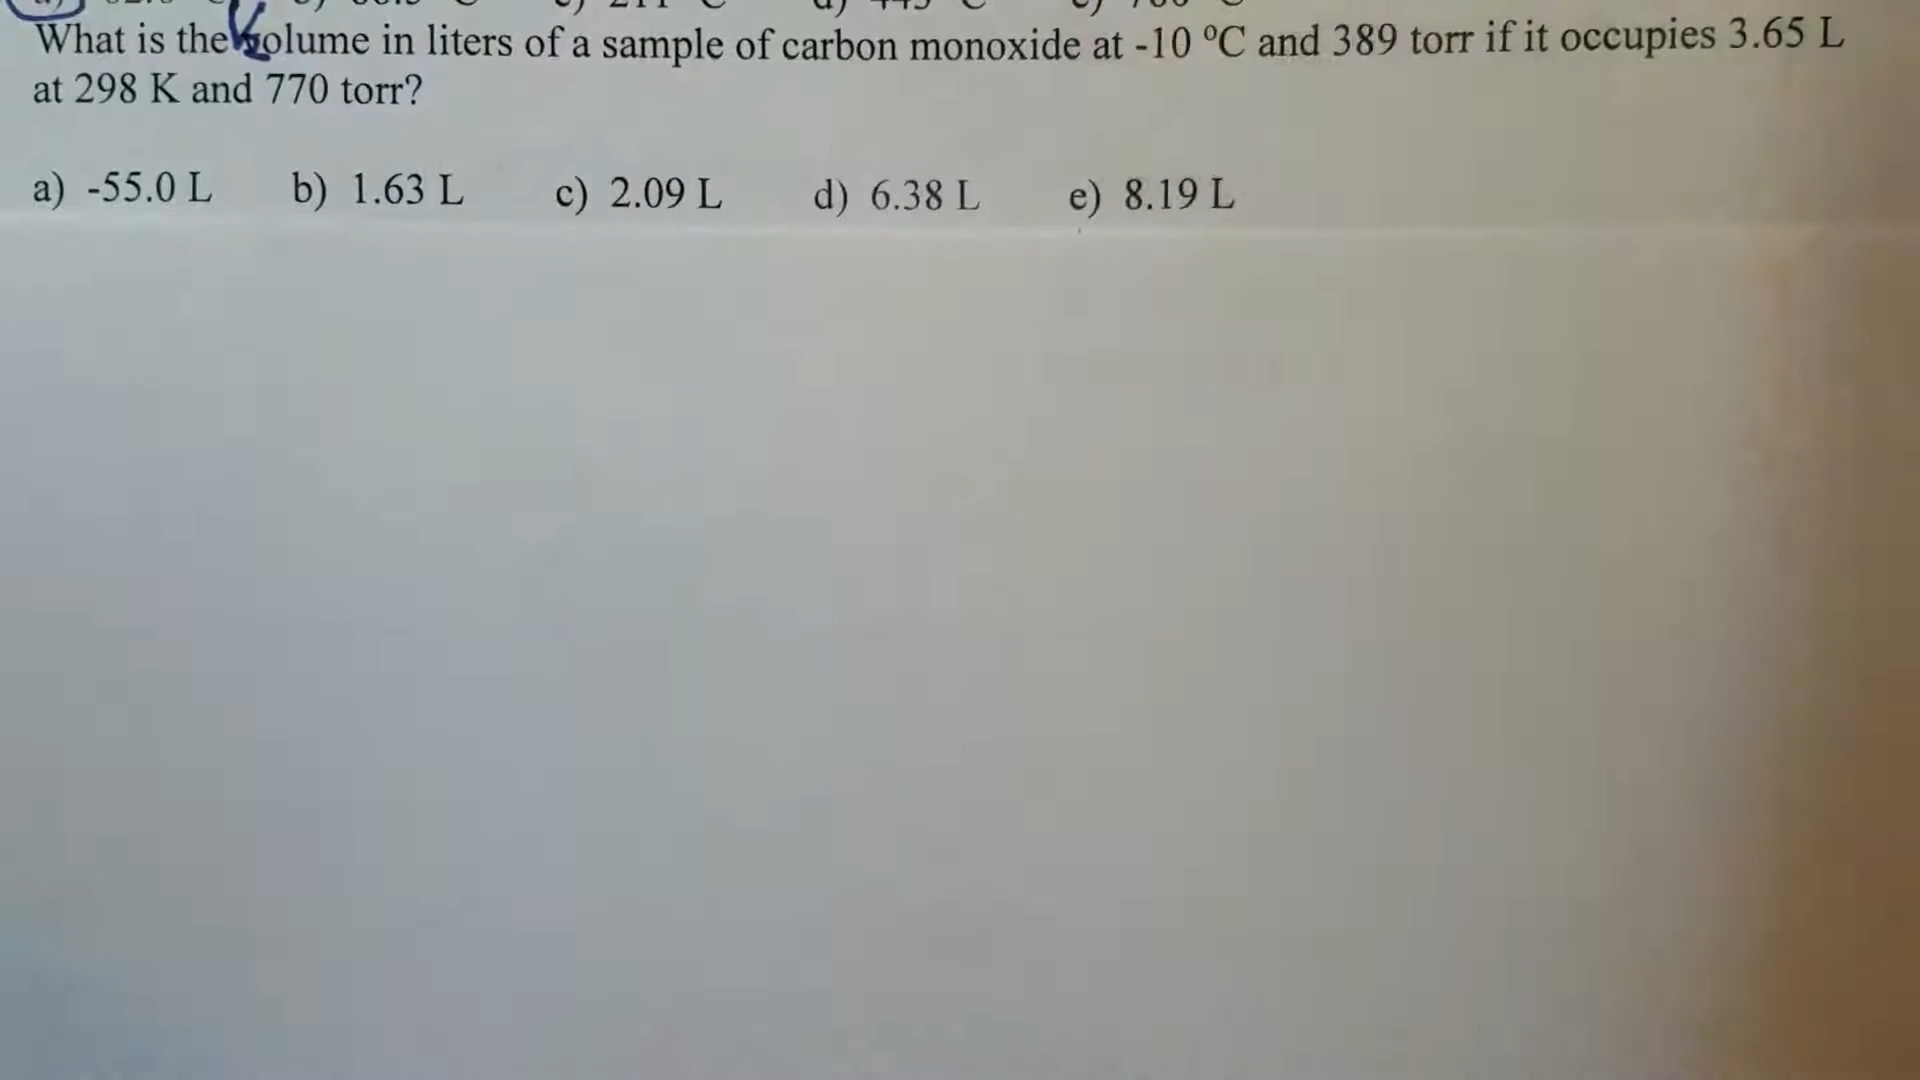 What is the volume in liters of a sample of carbon monoxide at -10 ºC and 389 torr if it occupies 3.65 L
at 298 K and 770 torr?
a) -55.0 L b) 1.63 L c) 2.09 L d) 6.38 L e) 8.19 L